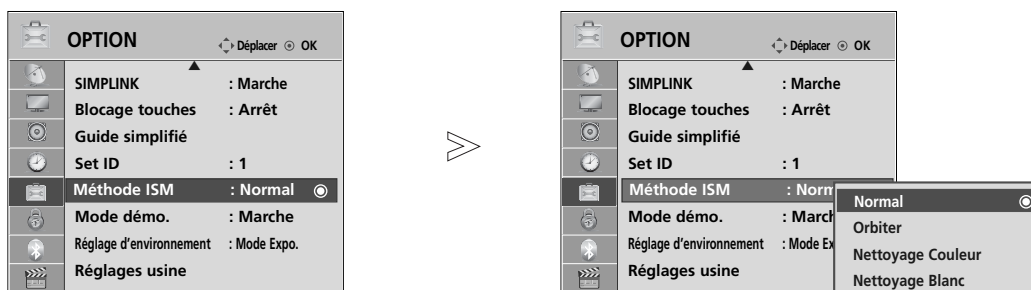 OPTION Déplacer OK
SIMPLINK : Marche
Blocage touches : Arrêt
Guide simplifié
Set ID : 1
Méthode ISM : Normal
Mode démo. : Marche
Réglage d'environnement : Mode Expo.
Réglages usine
OPTION Déplacer OK
SIMPLINK : Marche
Blocage touches : Arrêt
Guide simplifié
Set ID : 1
Méthode ISM : Norm
Mode démo. : March
Réglage d'environnement : Mode Ex
Réglages usine
Normal
Orbiter
Nettoyage Couleur
Nettoyage Blanc